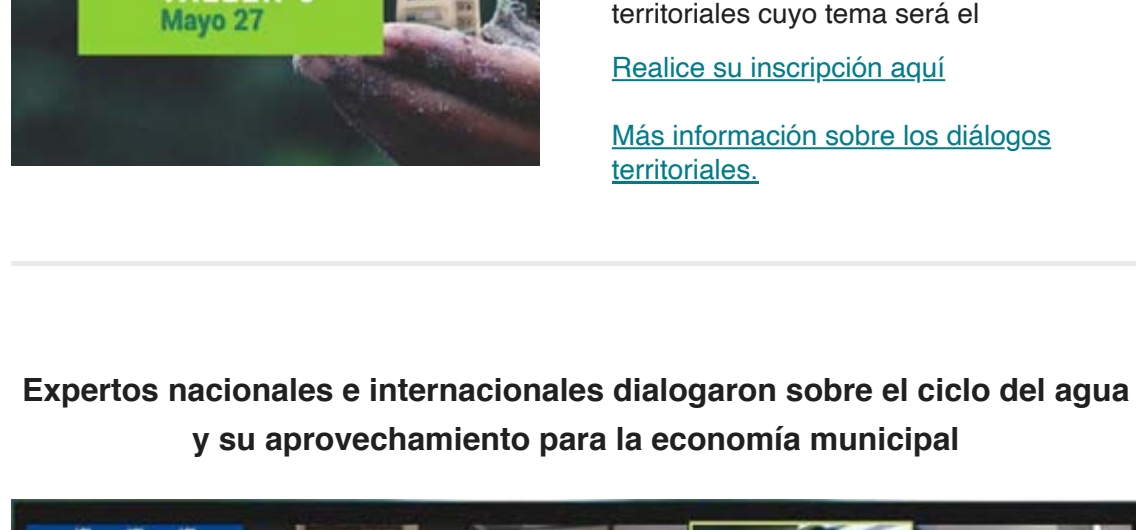 Mayo 27
territoriales cuyo tema será el
Realice su inscripción aquí
Más información sobre los diálogos
territoriales.
Expertos nacionales e internacionales dialogaron sobre el ciclo del agua
y su aprovechamiento para la economía municipal